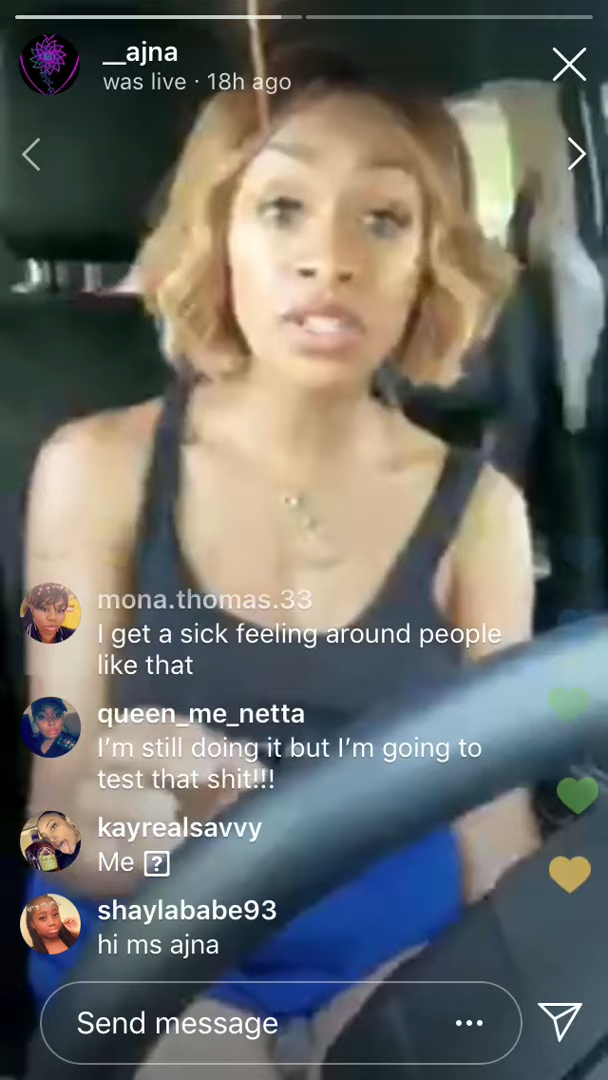 __ajna
was live · 18h ago
mona.thomas.33
I get a sick feeling around people
like that
queen_me_netta
I'm still doing it but I'm going to
test that shit!!!
kayrealsavvy
Me ?
shaylababe93
hi ms ajna
Send message